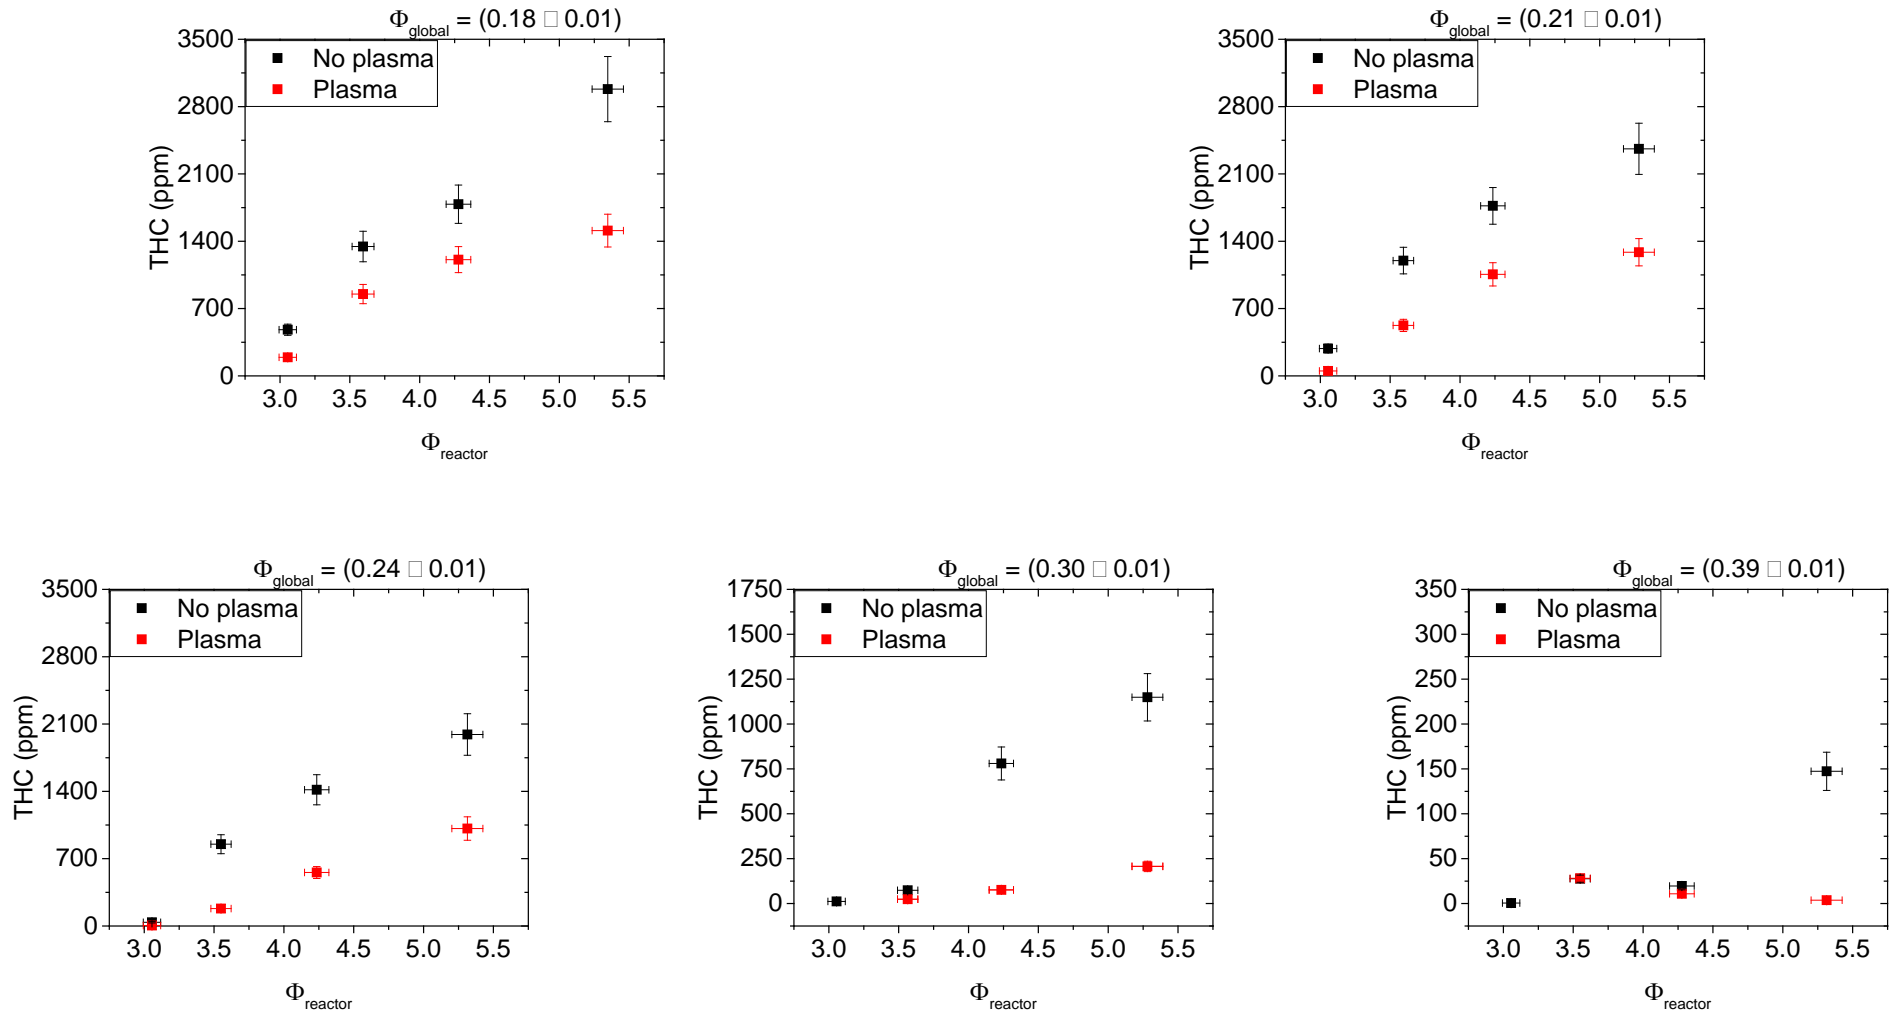 Φglobal = (0.18 □ 0.01)
No plasma
Plasma
THC (ppm)
3500
2800
2100
1400
700
0
3.0 3.5 4.0 4.5 5.0 5.5
Φreactor
Φglobal = (0.21 □ 0.01)
No plasma
Plasma
THC (ppm)
3500
2800
2100
1400
700
0
3.0 3.5 4.0 4.5 5.0 5.5
Φreactor
Φglobal = (0.24 □ 0.01)
No plasma
Plasma
THC (ppm)
3500
2800
2100
1400
700
0
3.0 3.5 4.0 4.5 5.0 5.5
Φreactor
Φglobal = (0.30 □ 0.01)
No plasma
Plasma
THC (ppm)
1750
1500
1250
1000
750
500
250
0
3.0 3.5 4.0 4.5 5.0 5.5
Φreactor
Φglobal = (0.39 □ 0.01)
No plasma
Plasma
THC (ppm)
350
300
250
200
150
100
50
0
3.0 3.5 4.0 4.5 5.0 5.5
Φreactor